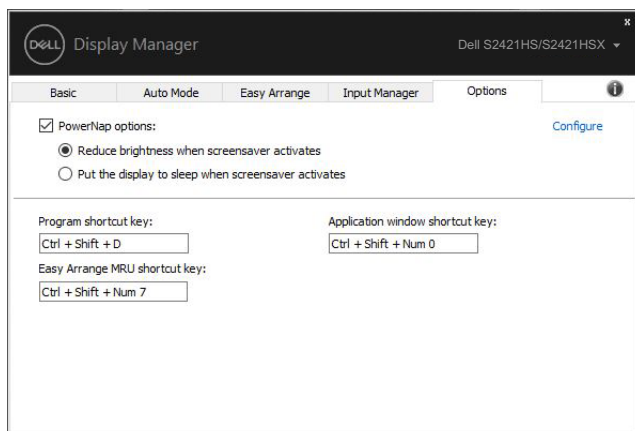 x
DELL Display Manager Dell S2421HS/S2421HSX
Basic Auto Mode Easy Arrange Input Manager Options i
PowerNap options: Configure
Reduce brightness when screensaver activates
Put the display to sleep when screensaver activates
Program shortcut key: Application window shortcut key:
Ctrl + Shift + D Ctrl + Shift + Num 0
Easy Arrange MRU shortcut key:
Ctrl + Shift + Num 7